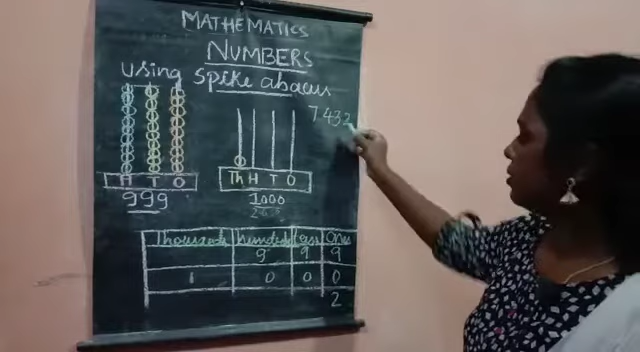 MATHEMATICS
NUMBERS
using Spike abacus
7432
H T O
Th H T O
999
1000
Thousands Hundreds Tens Ones
9 9 9
1 0 0 0
2